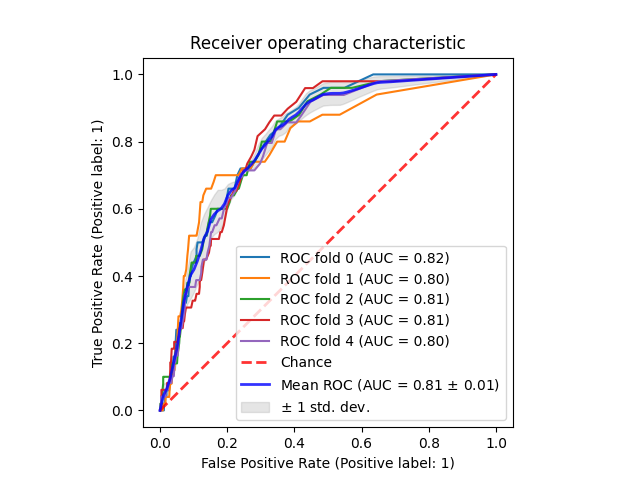 Receiver operating characteristic
1.0
0.8
0.6
0.4
0.2
0.0
True Positive Rate (Positive label: 1)
ROC fold 0 (AUC = 0.82)
ROC fold 1 (AUC = 0.80)
ROC fold 2 (AUC = 0.81)
ROC fold 3 (AUC = 0.81)
ROC fold 4 (AUC = 0.80)
Chance
Mean ROC (AUC = 0.81 ± 0.01)
± 1 std. dev.
0.0 0.2 0.4 0.6 0.8 1.0
False Positive Rate (Positive label: 1)